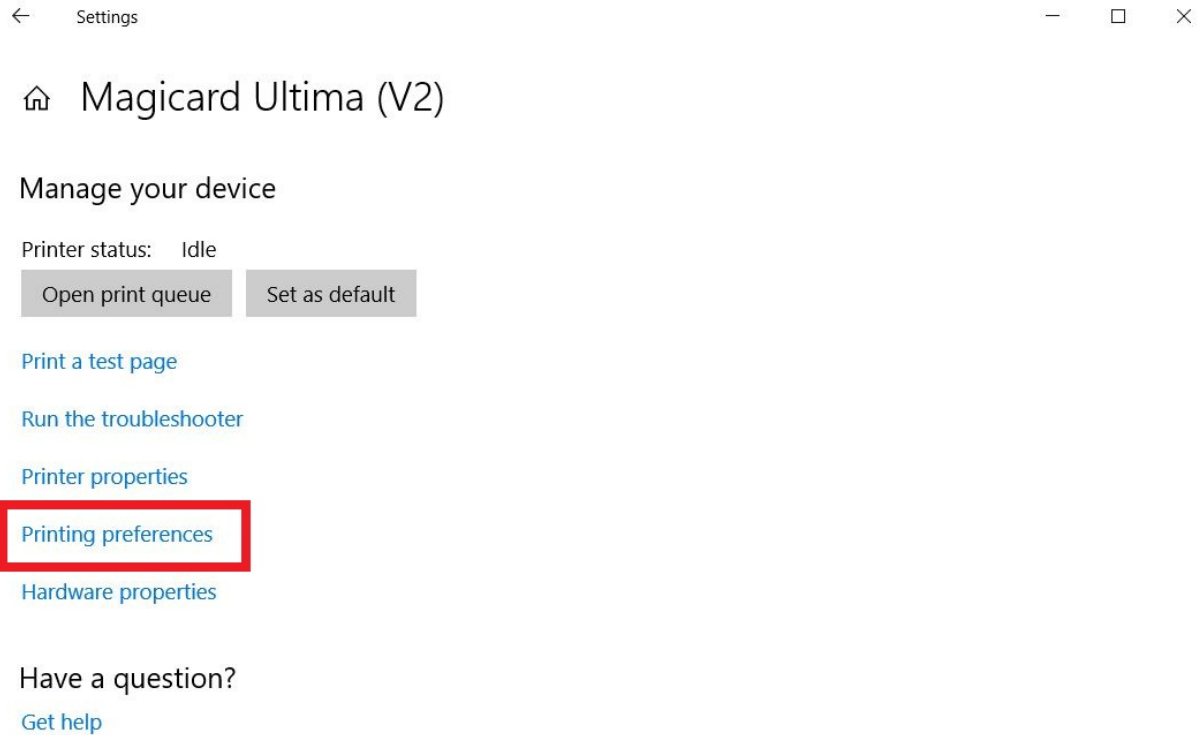 Settings
Magicard Ultima (V2)
Manage your device
Printer status: Idle
Open print queue Set as default
Print a test page
Run the troubleshooter
Printer properties
Printing preferences
Hardware properties
Have a question?
Get help